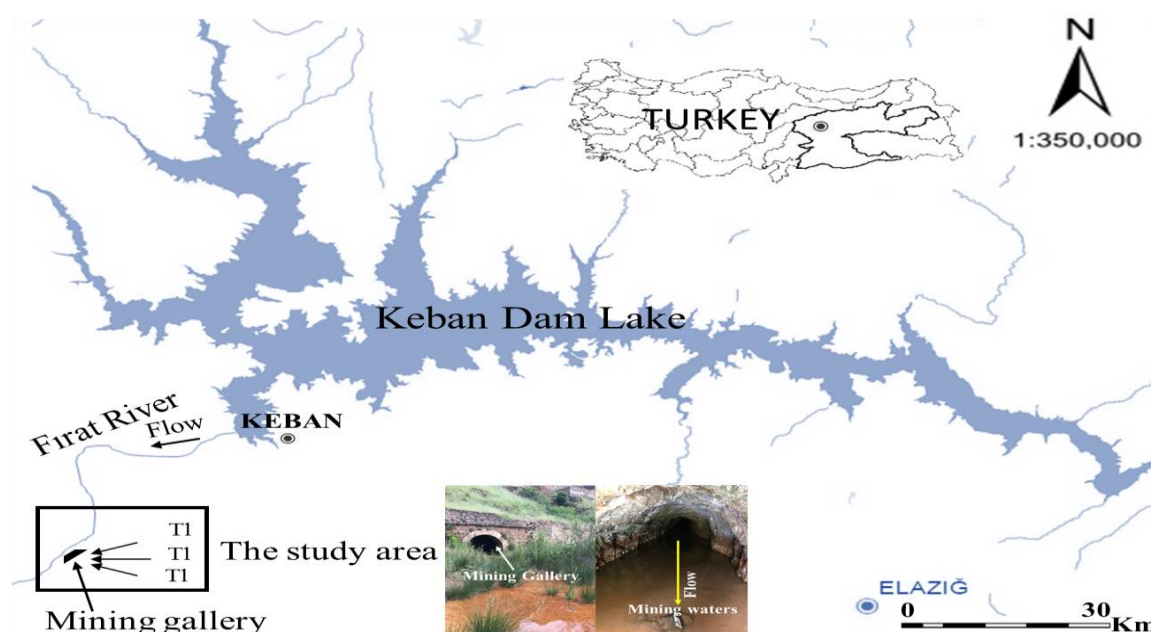 N
1:350,000
TURKEY
Keban Dam Lake
KEBAN
Fırat River
Flow
T1
T1
T1
The study area
Mining gallery
Mining Gallery
Flow
Mining waters
ELAZIĞ
0 30
Km